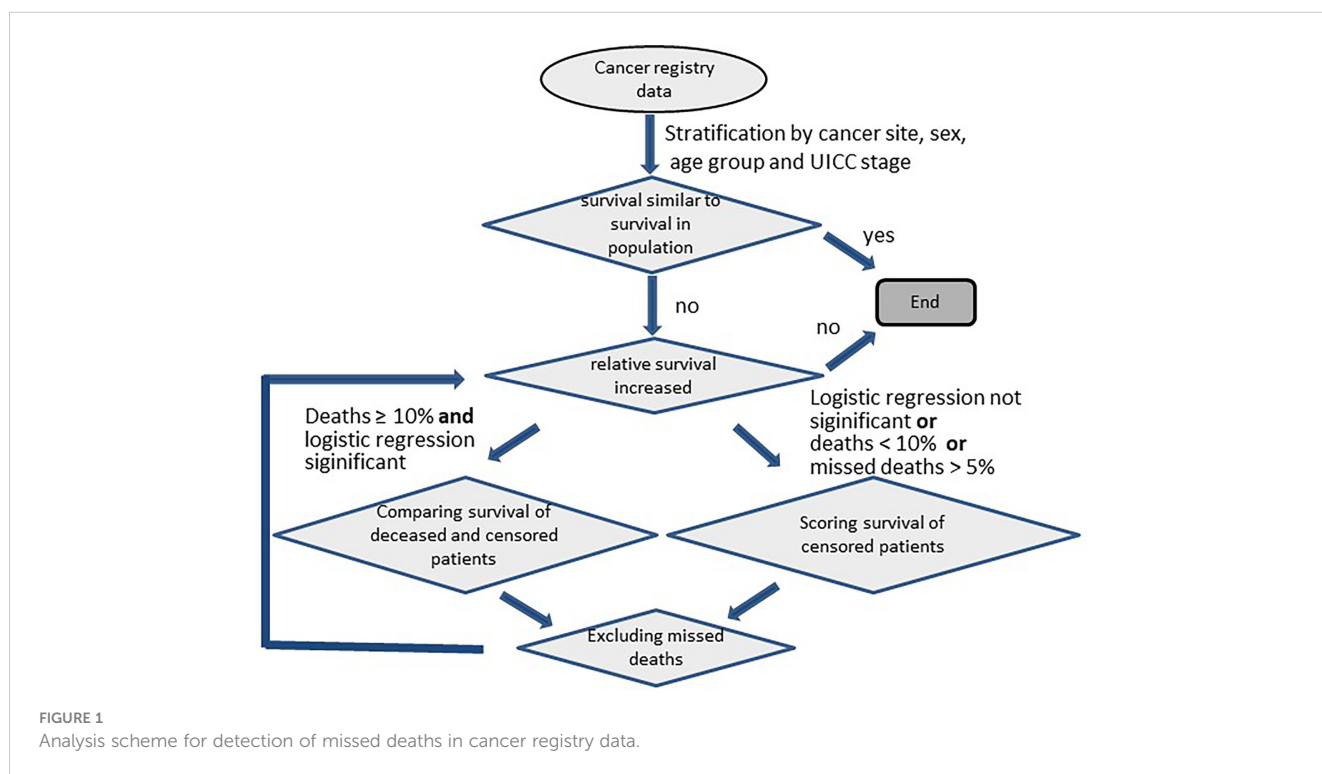 Cancer registry
data
Stratification by cancer site, sex,
age group and UICC stage
survival similar to
survival in
population
yes
End
no
no
relative survival
increased
Deaths ≥ 10% and
logistic regression
siginificant
Logistic regression not
siginificant or
deaths < 10% or
missed deaths > 5%
Comparing survival of
deceased and censored
patients
Scoring survival of
censored patients
Excluding missed
deaths
FIGURE 1
Analysis scheme for detection of missed deaths in cancer registry data.